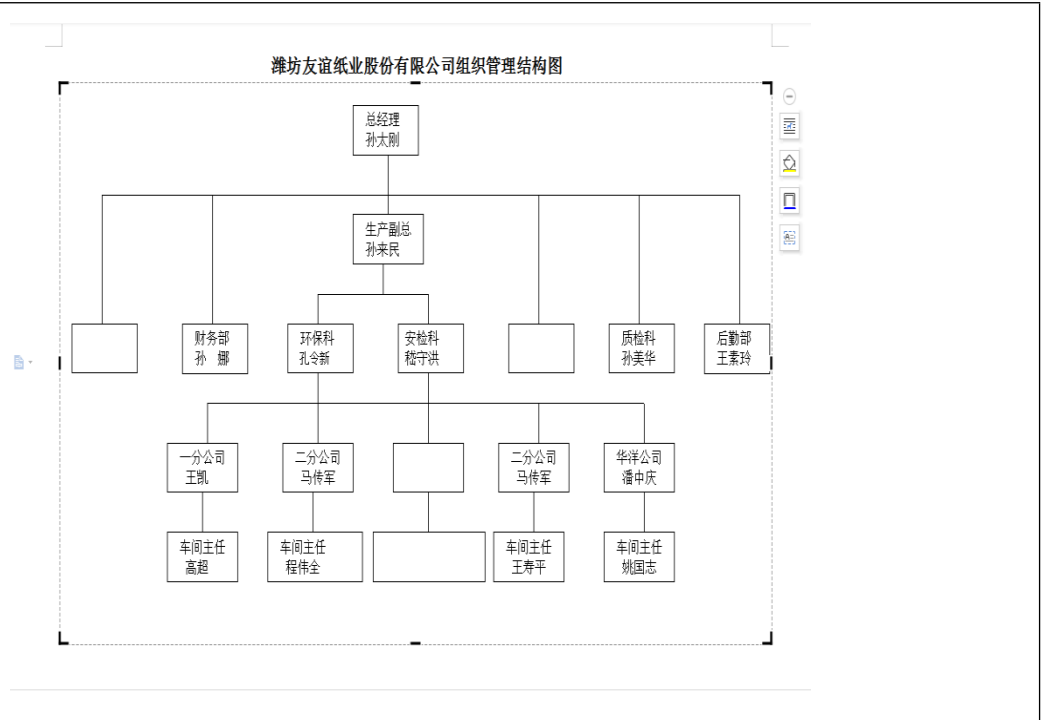 潍坊友谊纸业股份有限公司组织管理结构图
总经理
孙太刚
生产副总
孙来民
财务部
孙　娜
环保科
孔令新
安检科
嵇守洪
质检科
孙美华
后勤部
王素玲
一分公司
王凯
二分公司
马传军
二分公司
马传军
华洋公司
潘中庆
车间主任
高超
车间主任
程伟全
车间主任
王寿平
车间主任
姚国志